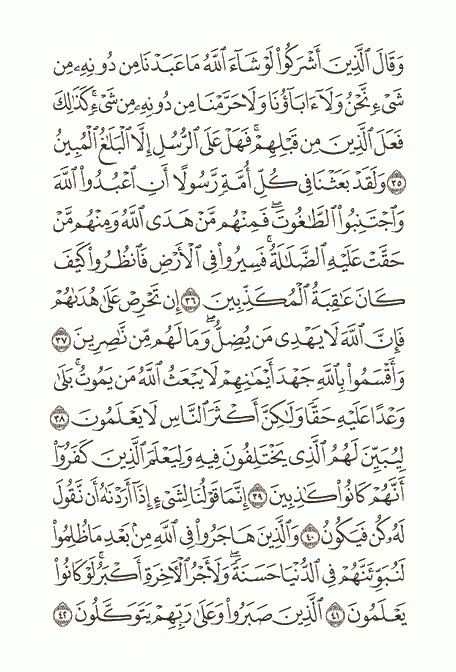 وَقَالَ ٱلَّذِينَ أَشْرَكُوا۟ لَوْ شَآءَ ٱللَّهُ مَا عَبَدْنَا مِن دُونِهِۦ مِن
شَىْءٍ نَّحْنُ وَلَآ ءَابَآؤُنَا وَلَا حَرَّمْنَا مِن دُونِهِۦ مِن شَىْءٍ ۚ كَذَٰلِكَ
فَعَلَ ٱلَّذِينَ مِن قَبْلِهِمْ ۚ فَهَلْ عَلَى ٱلرُّسُلِ إِلَّا ٱلْبَلَٰغُ ٱلْمُبِينُ
٣٥ وَلَقَدْ بَعَثْنَا فِى كُلِّ أُمَّةٍ رَّسُولًا أَنِ ٱعْبُدُوا۟ ٱللَّهَ
وَٱجْتَنِبُوا۟ ٱلطَّٰغُوتَ ۖ فَمِنْهُم مَّنْ هَدَى ٱللَّهُ وَمِنْهُم مَّنْ
حَقَّتْ عَلَيْهِ ٱلضَّلَٰلَةُ ۚ فَسِيرُوا۟ فِى ٱلْأَرْضِ فَٱنظُرُوا۟ كَيْفَ
كَانَ عَٰقِبَةُ ٱلْمُكَذِّبِينَ ٣٦ إِن تَحْرِصْ عَلَىٰ هُدَىٰهُمْ
فَإِنَّ ٱللَّهَ لَا يَهْدِى مَن يُضِلُّ ۖ وَمَا لَهُم مِّن نَّٰصِرِينَ ٣٧
وَأَقْسَمُوا۟ بِٱللَّهِ جَهْدَ أَيْمَٰنِهِمْ لَا يَبْعَثُ ٱللَّهُ مَن يَمُوتُ ۚ بَلَىٰ
وَعْدًا عَلَيْهِ حَقًّا وَلَٰكِنَّ أَكْثَرَ ٱلنَّاسِ لَا يَعْلَمُونَ ٣٨
لِيُبَيِّنَ لَهُمُ ٱلَّذِى يَخْتَلِفُونَ فِيهِ وَلِيَعْلَمَ ٱلَّذِينَ كَفَرُوٓا۟
أَنَّهُمْ كَانُوا۟ كَٰذِبِينَ ٣٩ إِنَّمَا قَوْلُنَا لِشَىْءٍ إِذَآ أَرَدْنَٰهُ أَن نَّقُولَ
لَهُۥ كُن فَيَكُونُ ٤٠ وَٱلَّذِينَ هَاجَرُوا۟ فِى ٱللَّهِ مِنۢ بَعْدِ مَا ظُلِمُوا۟
لَنُبَوِّئَنَّهُمْ فِى ٱلدُّنْيَا حَسَنَةً ۖ وَلَأَجْرُ ٱلْءَاخِرَةِ أَكْبَرُ ۚ لَوْ كَانُوا۟
يَعْلَمُونَ ٤١ ٱلَّذِينَ صَبَرُوا۟ وَعَلَىٰ رَبِّهِمْ يَتَوَكَّلُونَ ٤٢